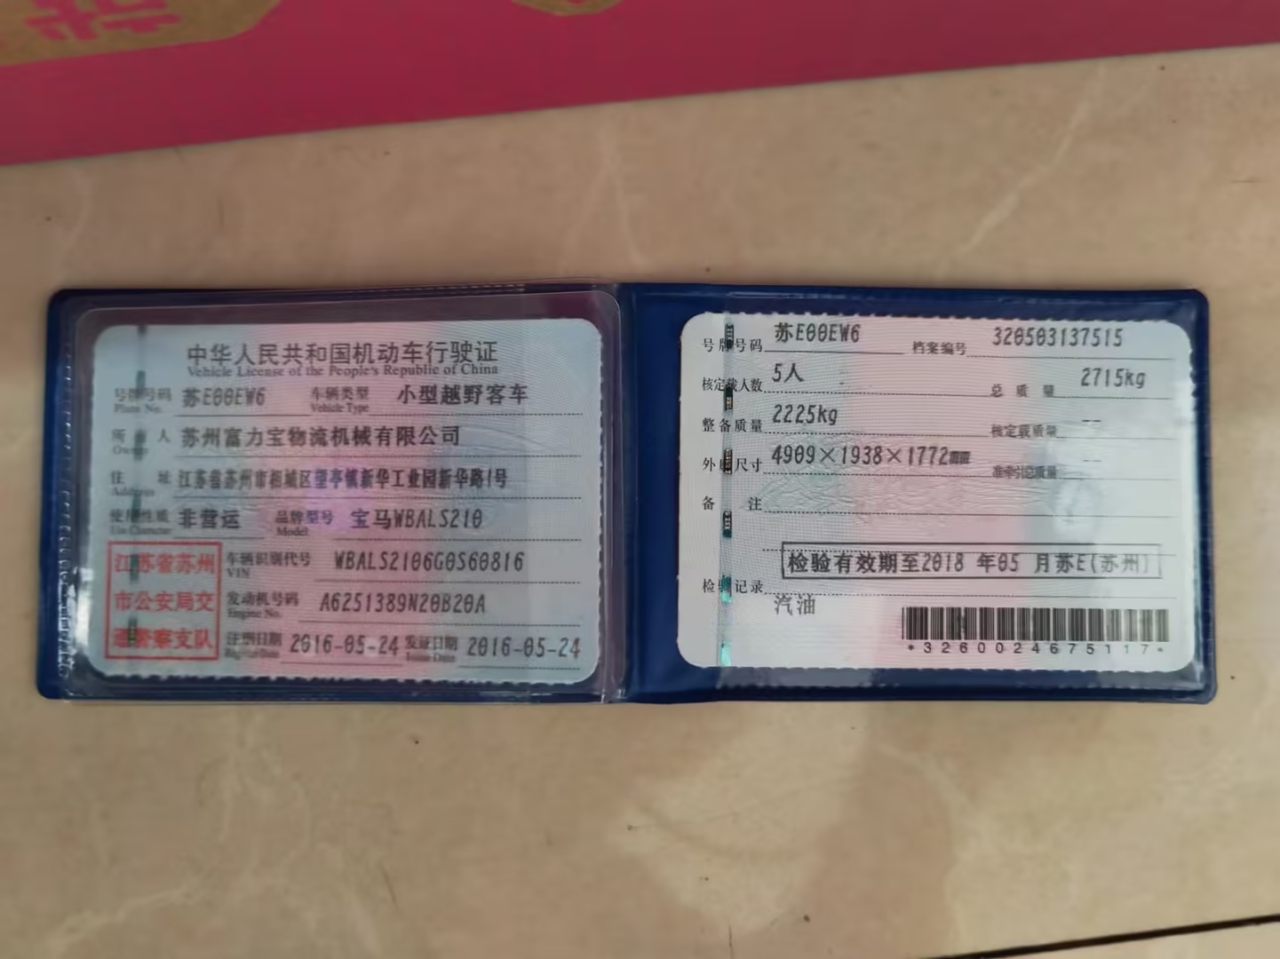 中华人民共和国机动车行驶证
Vehicle License of the People's Republic of China
号牌号码 苏E00EW6 车辆类型 小型越野客车
Plate No. Vehicle Type
所有人 苏州富力宝物流机械有限公司
Owner
住址 江苏省苏州市相城区望亭镇新华工业园新华路1号
Address
使用性质 非营运 品牌型号 宝马WBALS210
Use Character Model
江苏省苏州 车辆识别代号 WBALS2106G0S60816
VIN
市公安局交 发动机号码 A6251389N20B20A
Engine No.
通警察支队 注册日期 2016-05-24 发证日期 2016-05-24
Register Date Issue Date
号牌号码 苏E00EW6 档案编号 320503137515
核定载人数 5人 总质量 2715kg
整备质量 2225kg 核定载质量 --
外廓尺寸 4909×1938×1772mm 准牵引总质量 --
备注
检验有效期至2018 年05 月苏E(苏州)
检验记录
汽油
*3260024675117*